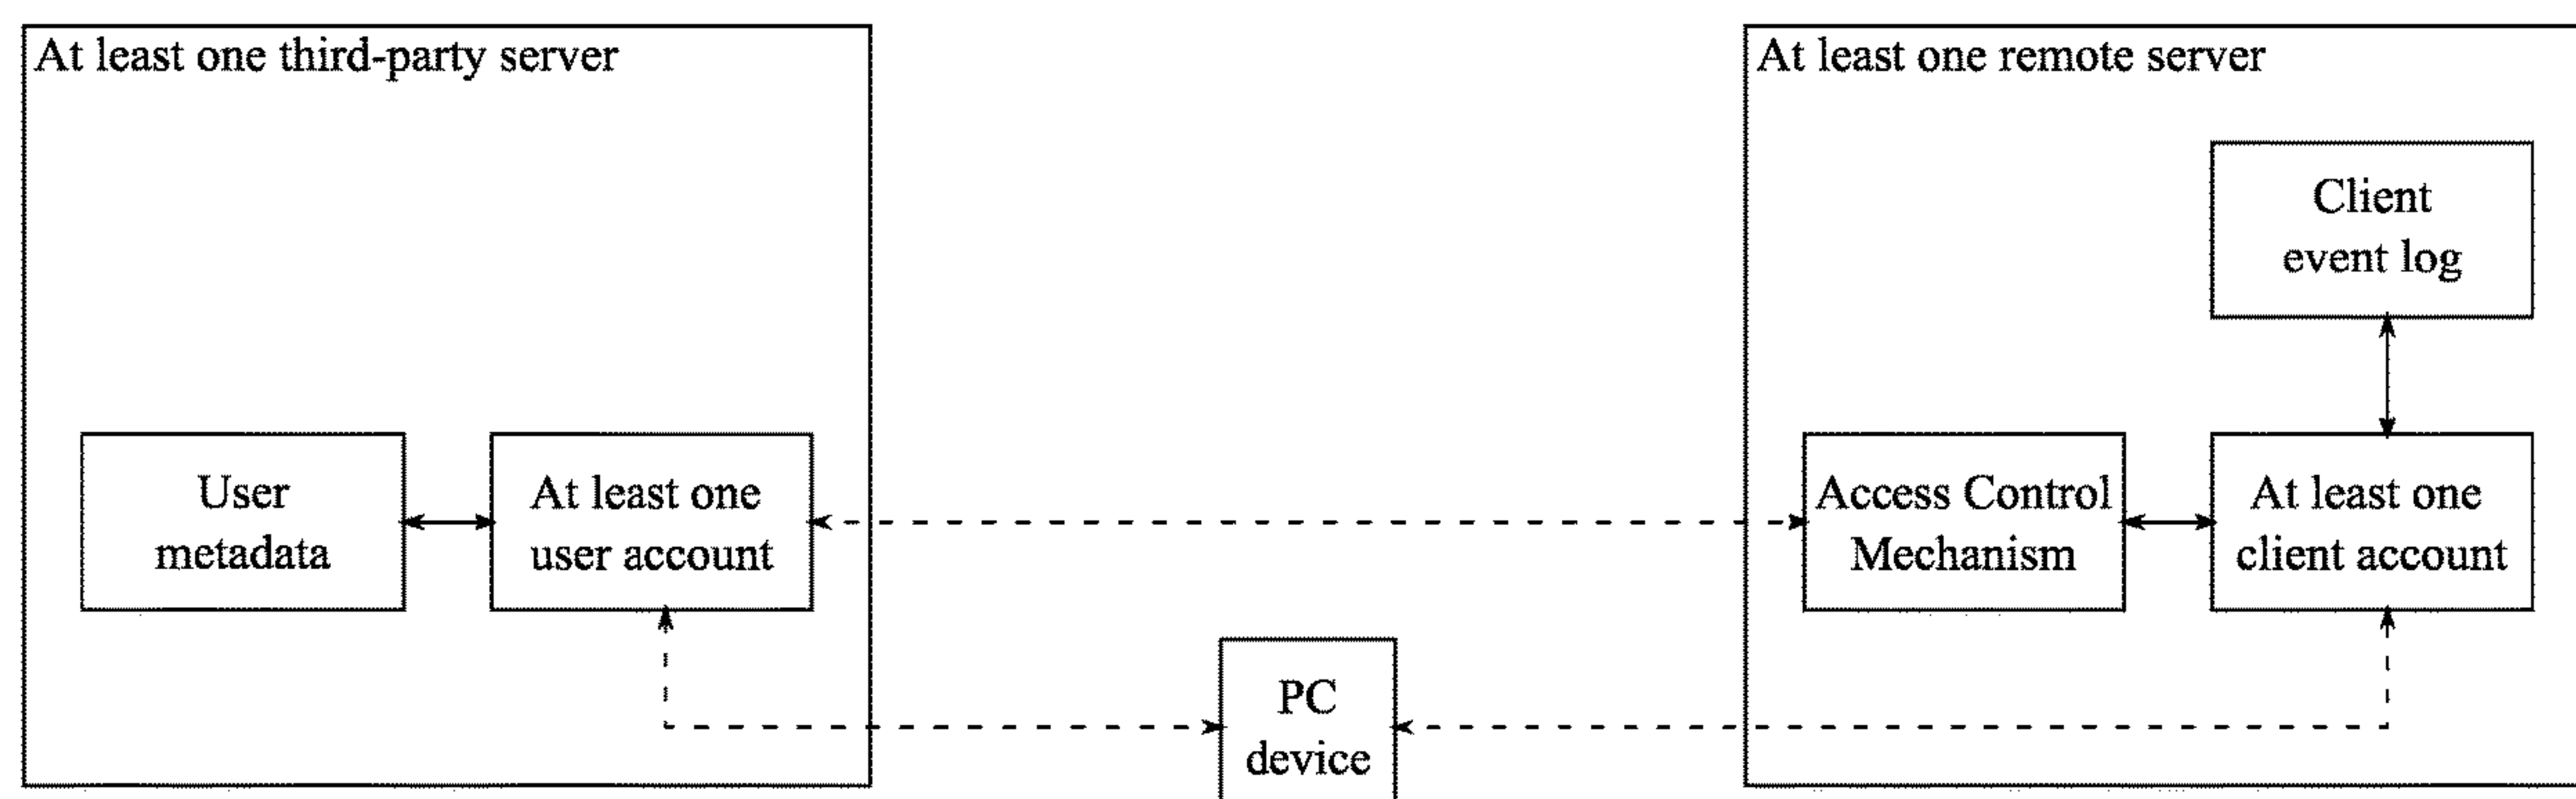 At least one third-party server
At least one remote server
Client
event log
User
metadata
At least one
user account
Access Control
Mechanism
At least one
client account
PC
device